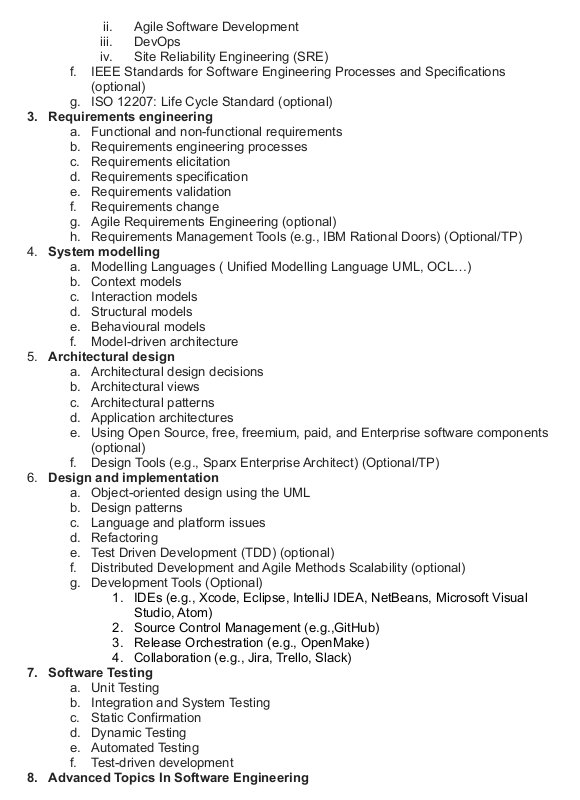 ii. Agile Software Development
iii. DevOps
iv. Site Reliability Engineering (SRE)
f. IEEE Standards for Software Engineering Processes and Specifications
(optional)
g. ISO 12207: Life Cycle Standard (optional)
3. Requirements engineering
a. Functional and non-functional requirements
b. Requirements engineering processes
c. Requirements elicitation
d. Requirements specification
e. Requirements validation
f. Requirements change
g. Agile Requirements Engineering (optional)
h. Requirements Management Tools (e.g., IBM Rational Doors) (Optional/TP)
4. System modelling
a. Modelling Languages ( Unified Modelling Language UML, OCL…)
b. Context models
c. Interaction models
d. Structural models
e. Behavioural models
f. Model-driven architecture
5. Architectural design
a. Architectural design decisions
b. Architectural views
c. Architectural patterns
d. Application architectures
e. Using Open Source, free, freemium, paid, and Enterprise software components
(optional)
f. Design Tools (e.g., Sparx Enterprise Architect) (Optional/TP)
6. Design and implementation
a. Object-oriented design using the UML
b. Design patterns
c. Language and platform issues
d. Refactoring
e. Test Driven Development (TDD) (optional)
f. Distributed Development and Agile Methods Scalability (optional)
g. Development Tools (Optional)
1. IDEs (e.g., Xcode, Eclipse, IntelliJ IDEA, NetBeans, Microsoft Visual
Studio, Atom)
2. Source Control Management (e.g.,GitHub)
3. Release Orchestration (e.g., OpenMake)
4. Collaboration (e.g., Jira, Trello, Slack)
7. Software Testing
a. Unit Testing
b. Integration and System Testing
c. Static Confirmation
d. Dynamic Testing
e. Automated Testing
f. Test-driven development
8. Advanced Topics In Software Engineering